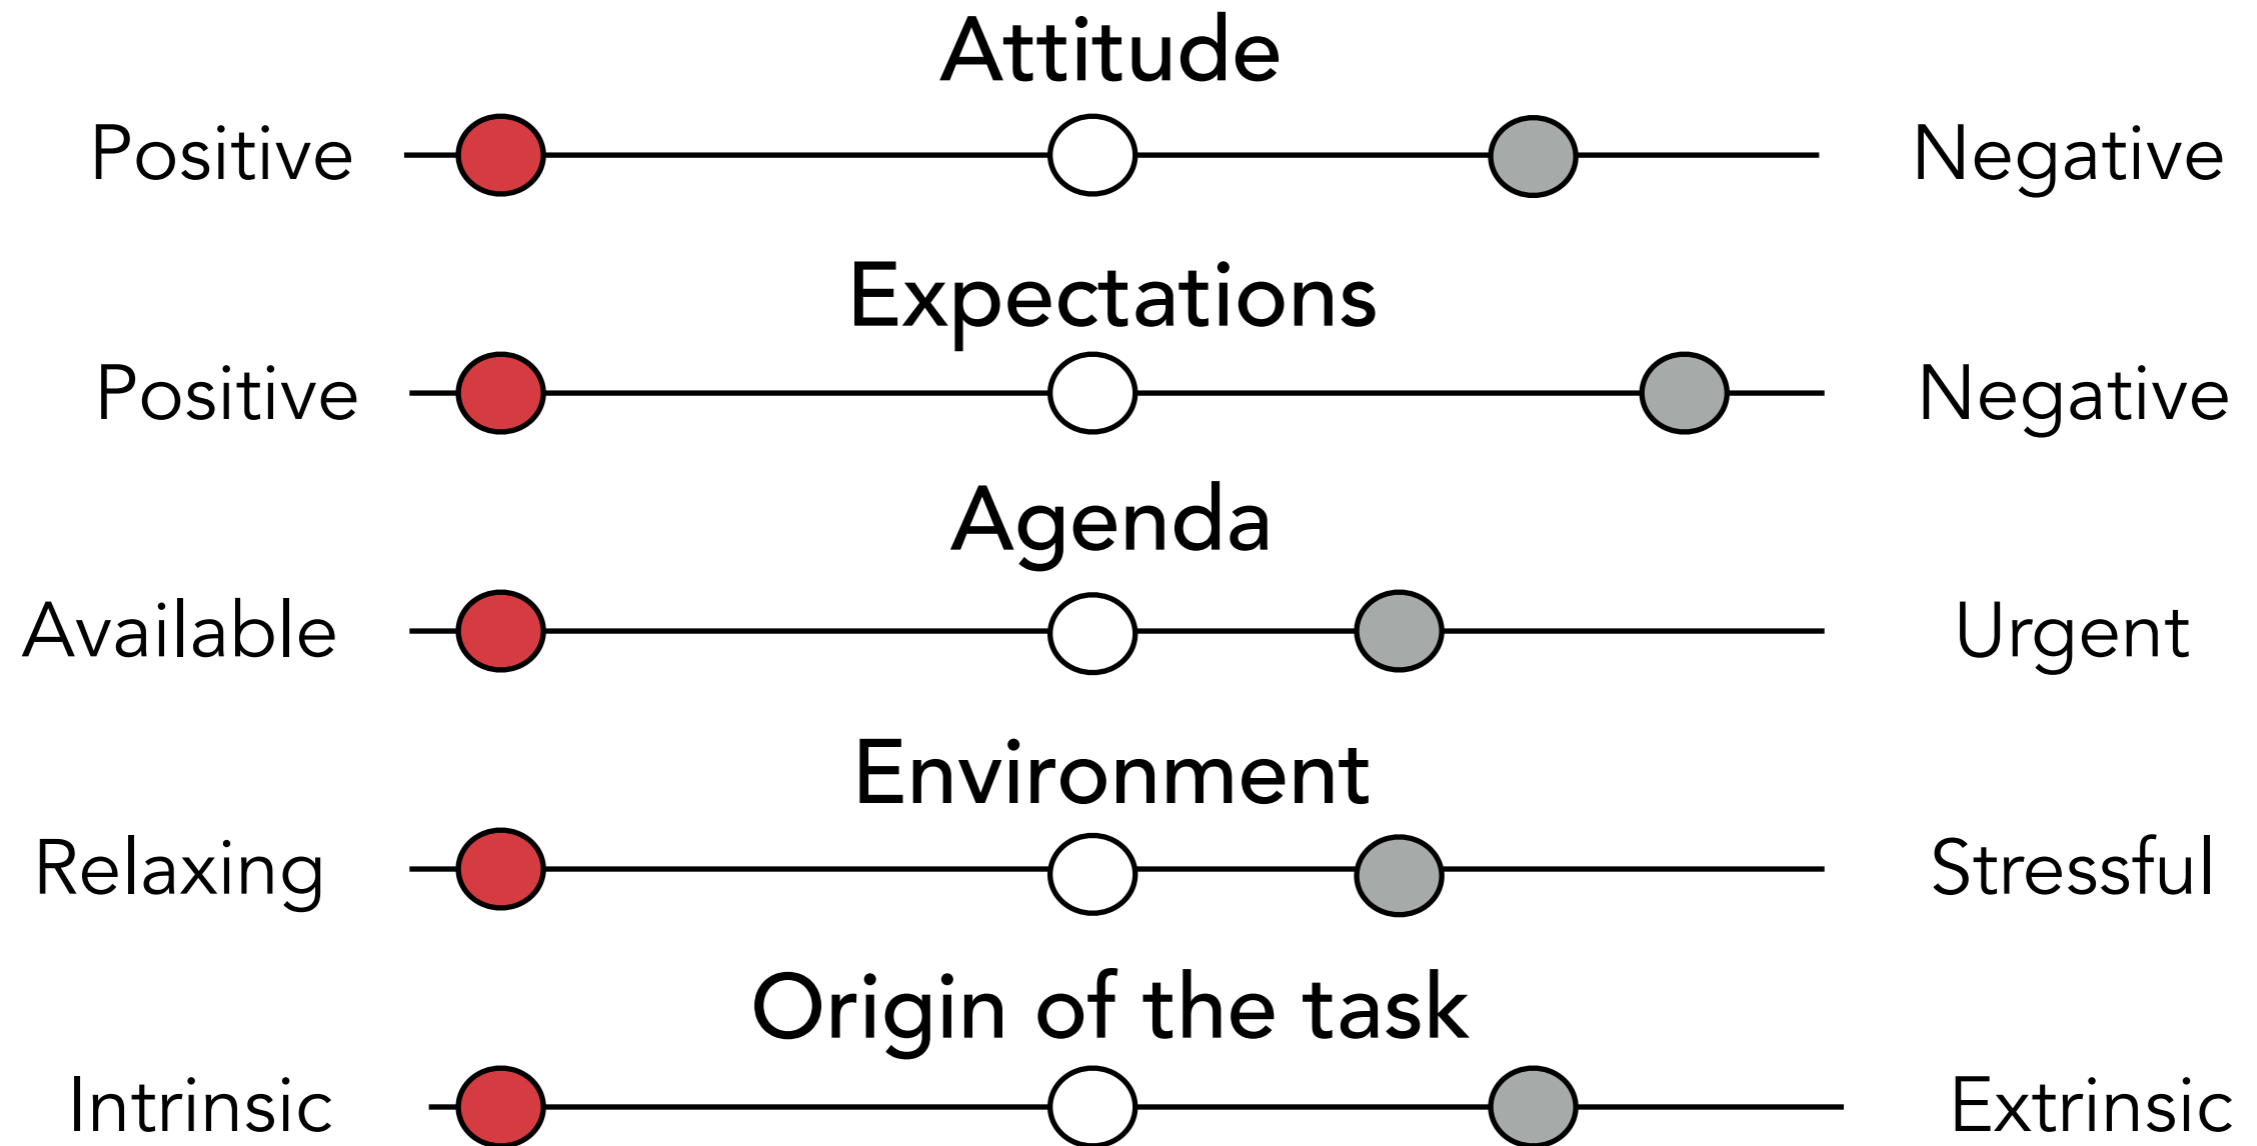 Attitude
Positive Negative
Expectations
Positive Negative
Agenda
Available Urgent
Environment
Relaxing Stressful
Origin of the task
Intrinsic Extrinsic